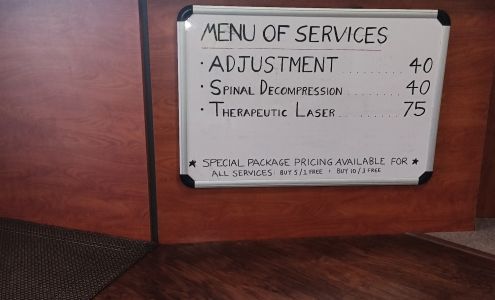 MENU OF SERVICES
· ADJUSTMENT ........... 40
· SPINAL DECOMPRESSION ........... 40
· THERAPEUTIC LASER ........... 75
★ SPECIAL PACKAGE PRICING AVAILABLE FOR ★
ALL SERVICES: BUY 5/1 FREE · BUY 10/3 FREE